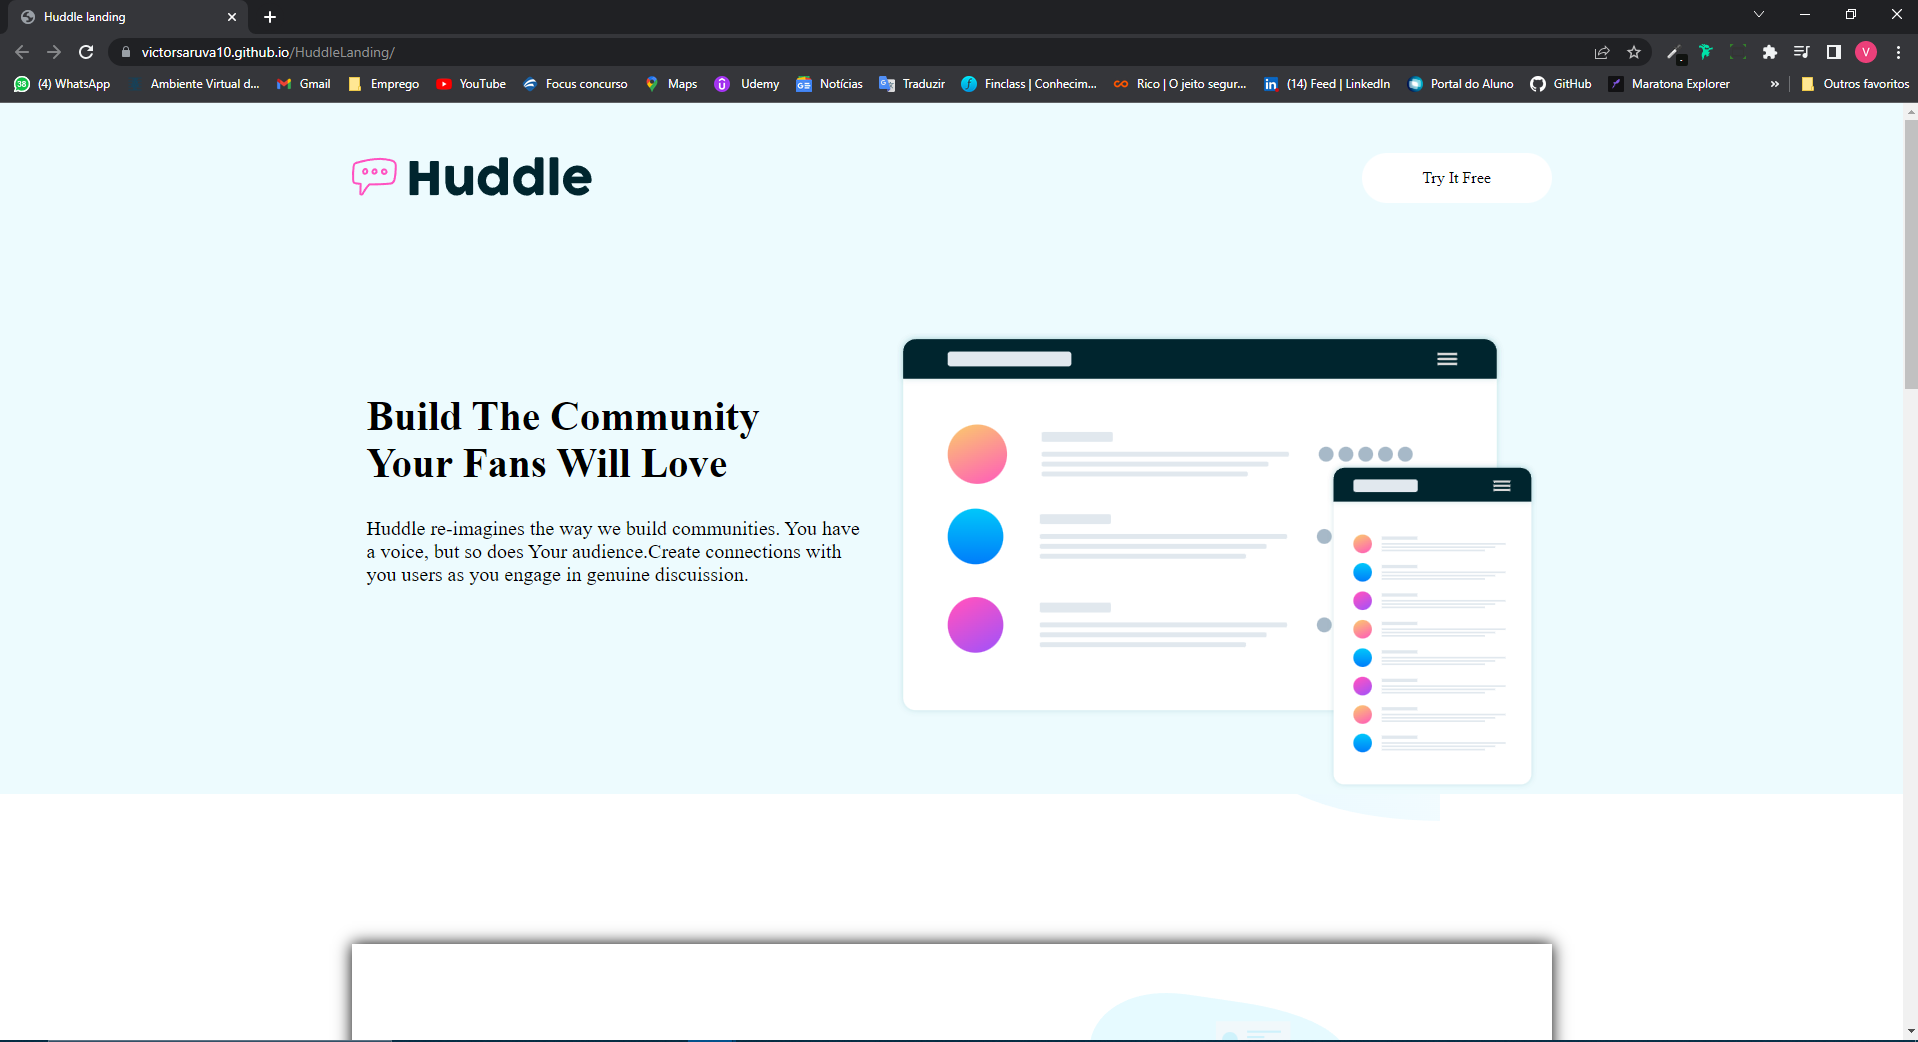 Huddle landing
victorsaruva10.github.io/HuddleLanding/
38 (4) WhatsApp Ambiente Virtual d... Gmail Emprego YouTube Focus concurso Maps Udemy Notícias Traduzir Finclass | Conhecim... Rico | O jeito segur... (14) Feed | LinkedIn Portal do Aluno GitHub Maratona Explorer » Outros favoritos
V
Huddle
Try It Free
Build The Community
Your Fans Will Love
Huddle re-imagines the way we build communities. You have
a voice, but so does Your audience.Create connections with
you users as you engage in genuine discuission.